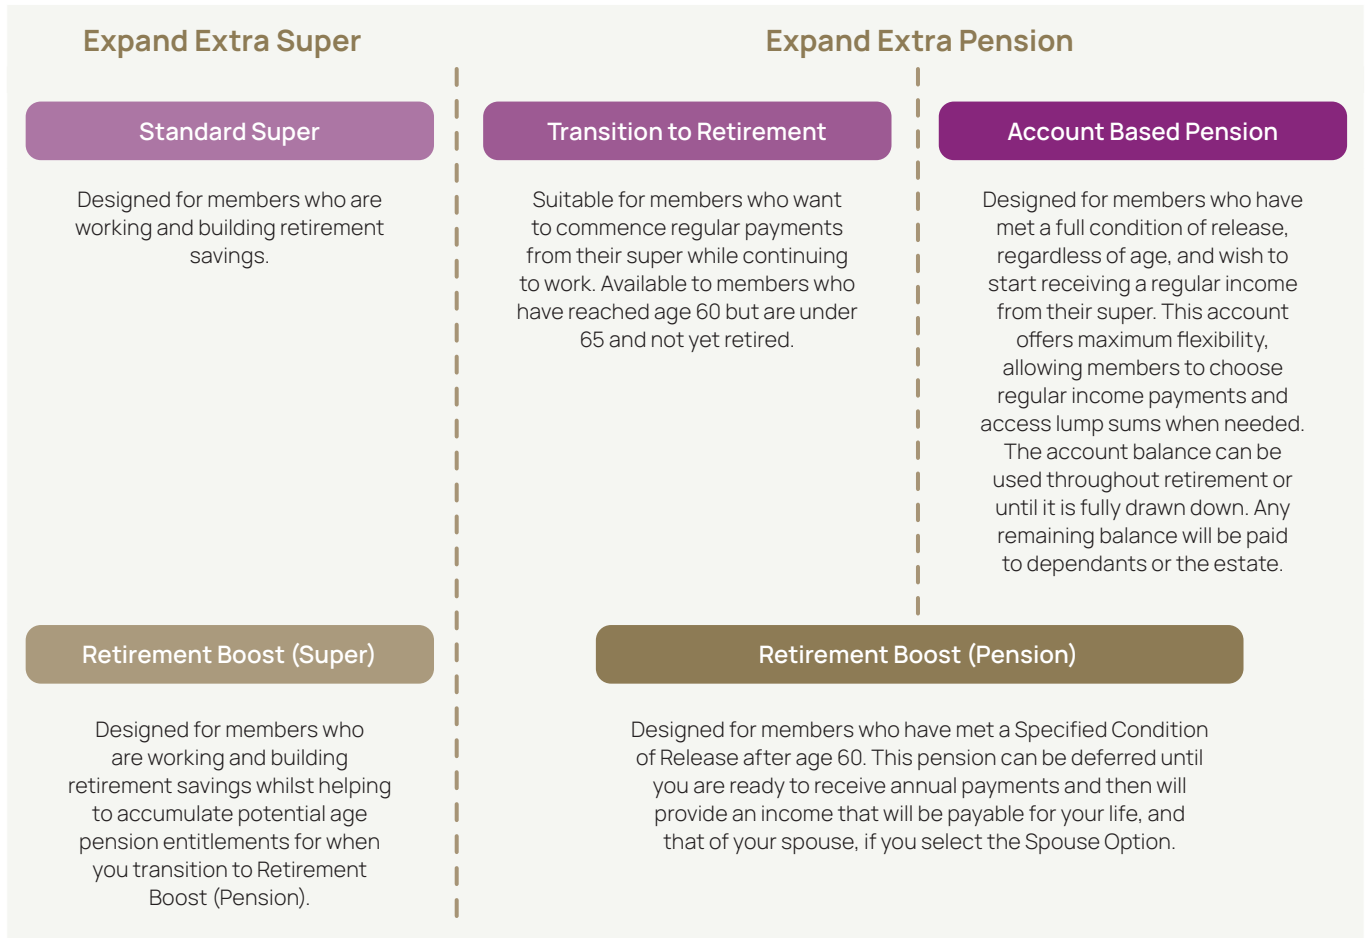 Expand Extra Super
Expand Extra Pension
Standard Super
Designed for members who are
working and building retirement
savings.
Transition to Retirement
Suitable for members who want
to commence regular payments
from their super while continuing
to work. Available to members who
have reached age 60 but are under
65 and not yet retired.
Account Based Pension
Designed for members who have
met a full condition of release,
regardless of age, and wish to
start receiving a regular income
from their super. This account
offers maximum flexibility,
allowing members to choose
regular income payments and
access lump sums when needed.
The account balance can be
used throughout retirement or
until it is fully drawn down. Any
remaining balance will be paid
to dependants or the estate.
Retirement Boost (Super)
Designed for members who
are working and building
retirement savings whilst helping
to accumulate potential age
pension entitlements for when
you transition to Retirement
Boost (Pension).
Retirement Boost (Pension)
Designed for members who have met a Specified Condition
of Release after age 60. This pension can be deferred until
you are ready to receive annual payments and then will
provide an income that will be payable for your life, and
that of your spouse, if you select the Spouse Option.